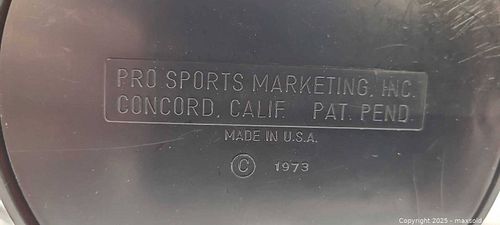 PRO SPORTS MARKETING, INC.
CONCORD, CALIF. PAT. PEND.
MADE IN U.S.A.
© 1973
Copyright 2025 - maxsold